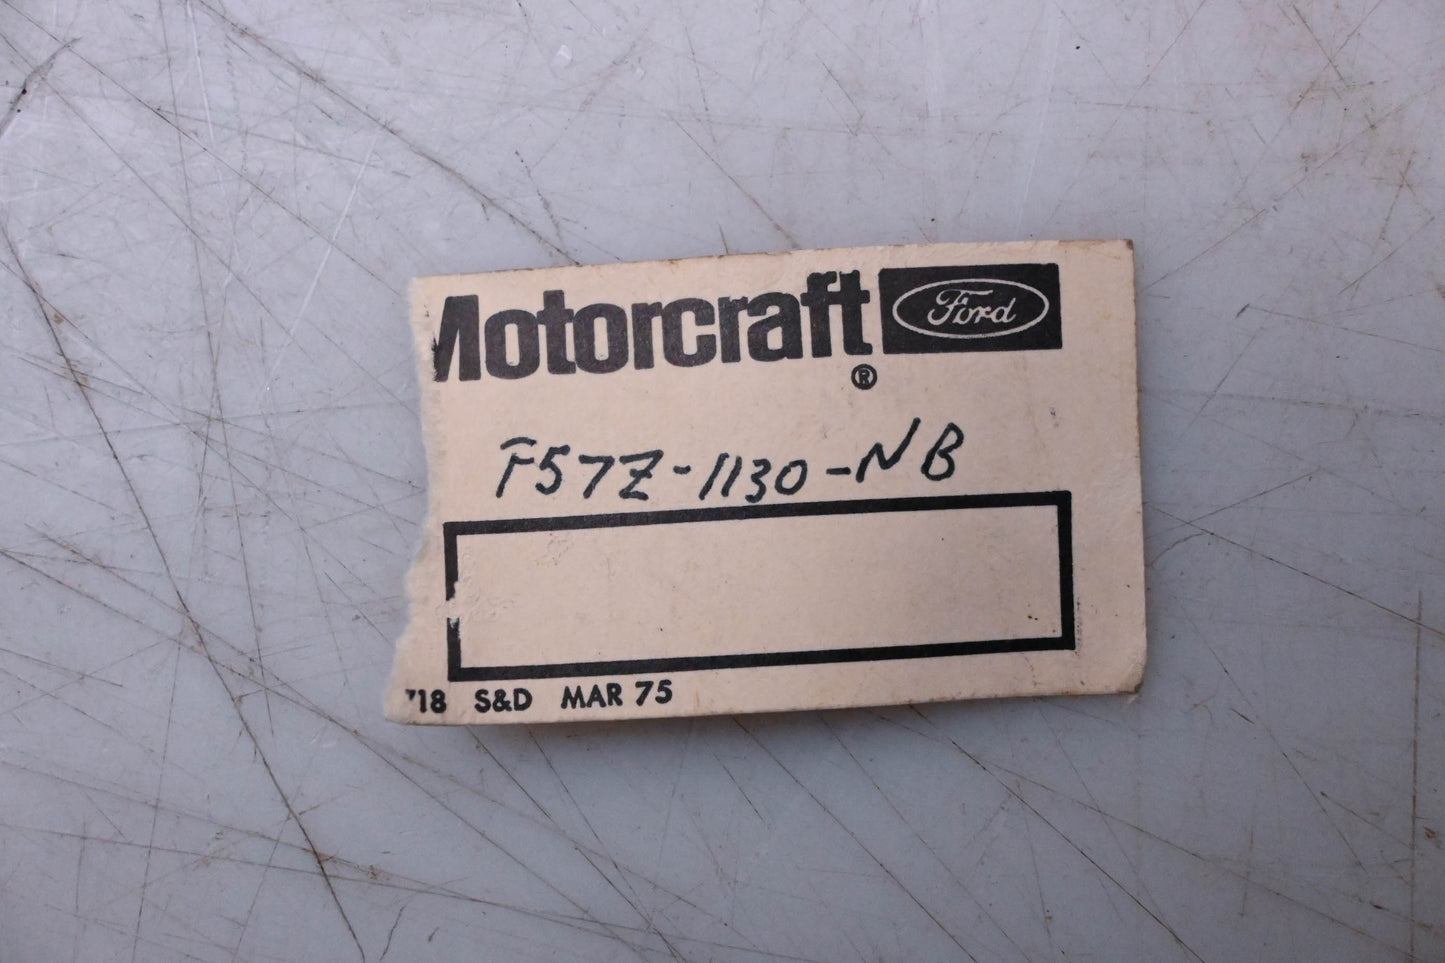 Motorcraft Ford
®
F57Z-1130-NB
718 S&D MAR 75